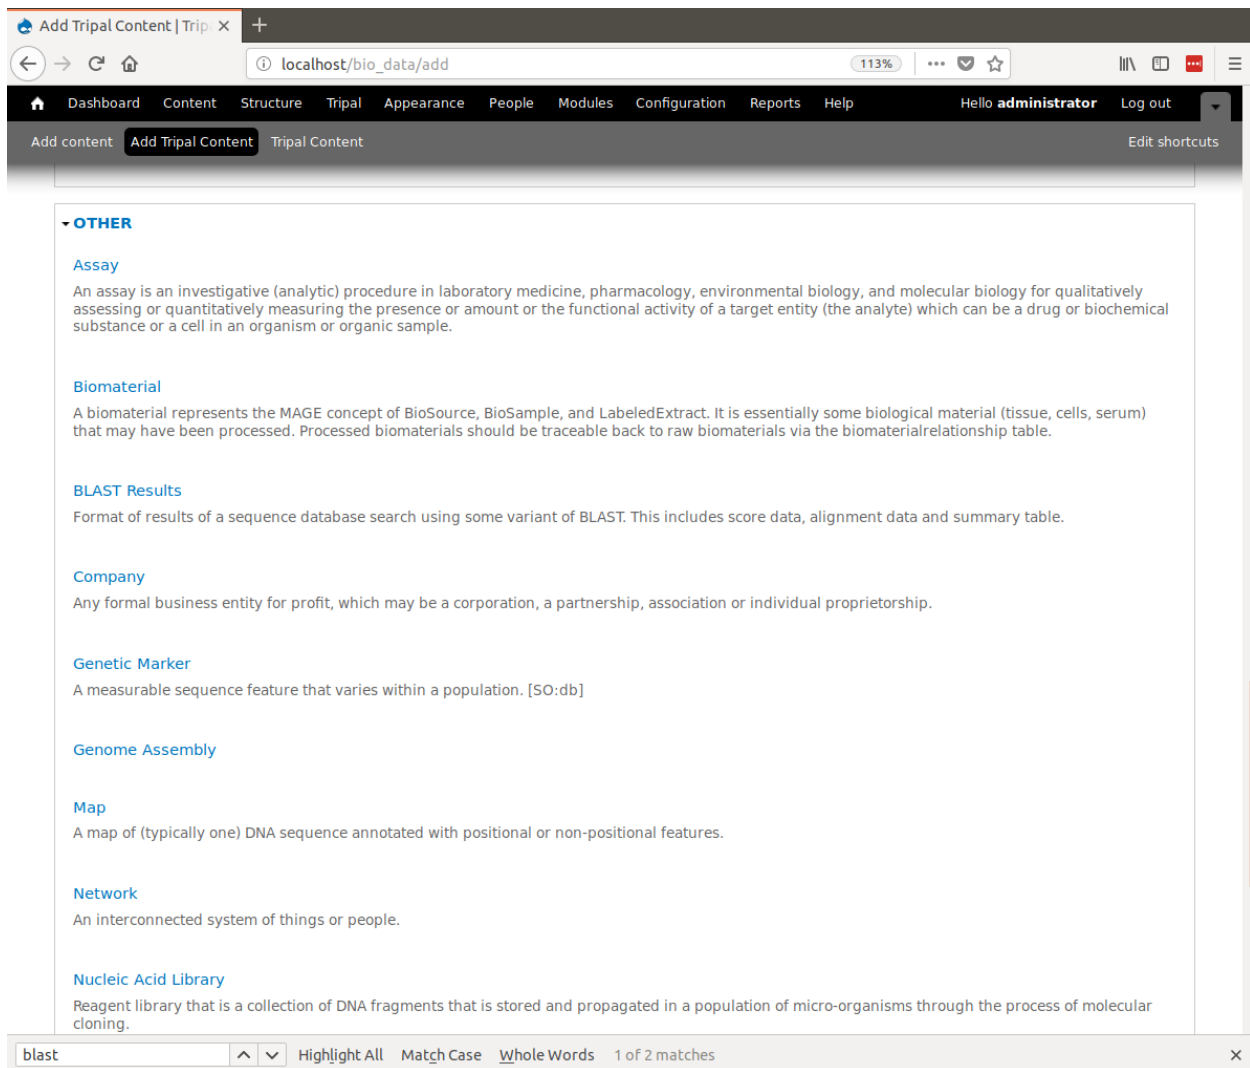 Add Tripal Content | Trip
localhost/bio_data/add
113%
Dashboard Content Structure Tripal Appearance People Modules Configuration Reports Help Hello administrator Log out
Add content Add Tripal Content Tripal Content Edit shortcuts
OTHER
Assay
An assay is an investigative (analytic) procedure in laboratory medicine, pharmacology, environmental biology, and molecular biology for qualitatively
assessing or quantitatively measuring the presence or amount or the functional activity of a target entity (the analyte) which can be a drug or biochemical
substance or a cell in an organism or organic sample.
Biomaterial
A biomaterial represents the MAGE concept of BioSource, BioSample, and LabeledExtract. It is essentially some biological material (tissue, cells, serum)
that may have been processed. Processed biomaterials should be traceable back to raw biomaterials via the biomaterialrelationship table.
BLAST Results
Format of results of a sequence database search using some variant of BLAST. This includes score data, alignment data and summary table.
Company
Any formal business entity for profit, which may be a corporation, a partnership, association or individual proprietorship.
Genetic Marker
A measurable sequence feature that varies within a population. [SO:db]
Genome Assembly
Map
A map of (typically one) DNA sequence annotated with positional or non-positional features.
Network
An interconnected system of things or people.
Nucleic Acid Library
Reagent library that is a collection of DNA fragments that is stored and propagated in a population of micro-organisms through the process of molecular
cloning.
blast Highlight All Match Case Whole Words 1 of 2 matches